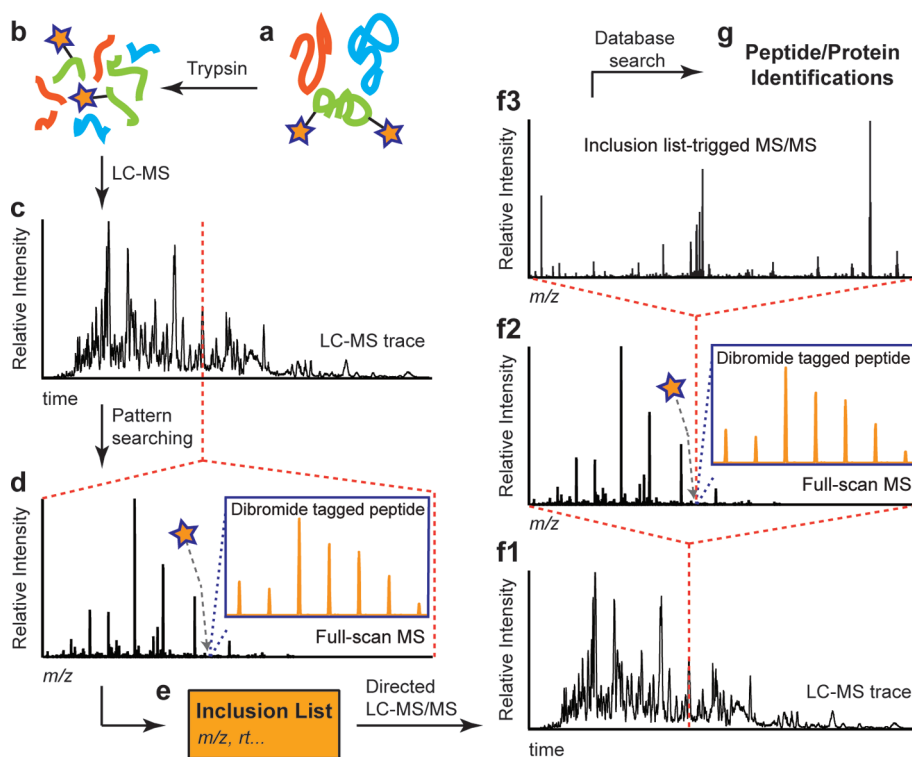 b
a
Trypsin
LC-MS
c
Relative Intensity
LC-MS trace
time
Pattern
searching
d
Relative Intensity
Dibromide tagged peptide
Full-scan MS
m/z
e
Inclusion List
m/z, rt...
Directed
LC-MS/MS
Database
search
g
Peptide/Protein
Identifications
f3
Inclusion list-trigged MS/MS
Relative Intensity
m/z
f2
Relative Intensity
Dibromide tagged peptide
Full-scan MS
m/z
f1
Relative Intensity
LC-MS trace
time